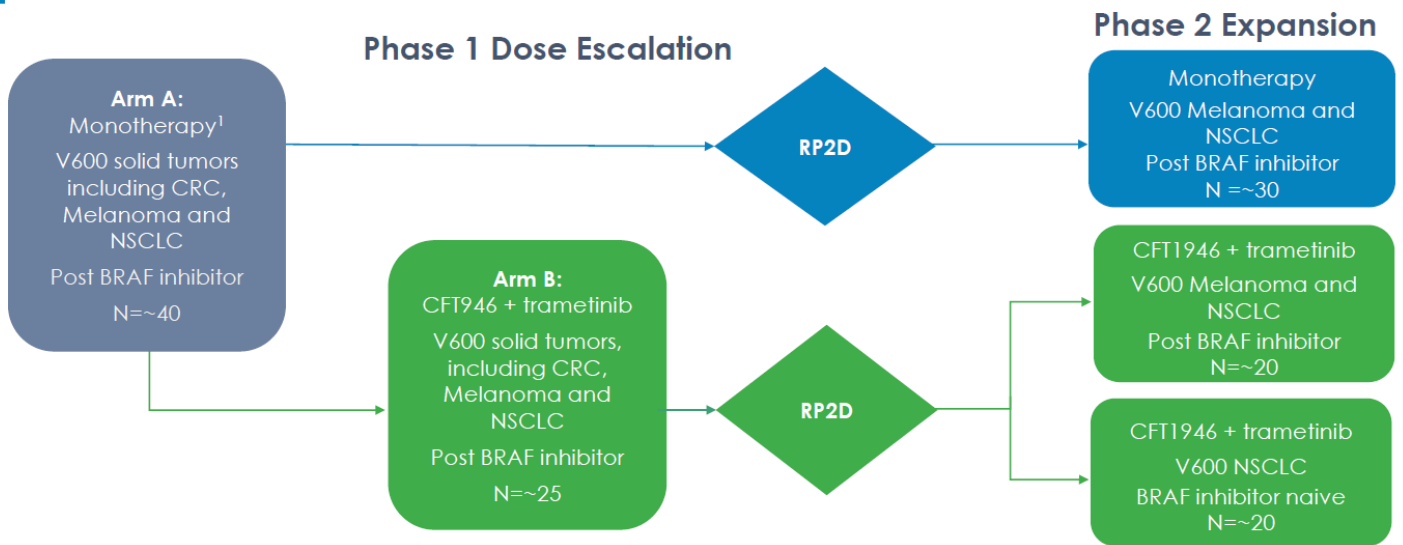 Phase 1 Dose Escalation
Phase 2 Expansion
Arm A:
Monotherapy¹
V600 solid tumors
including CRC,
Melanoma and
NSCLC
Post BRAF inhibitor
N=~40
RP2D
Monotherapy
V600 Melanoma and
NSCLC
Post BRAF inhibitor
N =~30
Arm B:
CFT946 + trametinib
V600 solid tumors,
including CRC,
Melanoma and
NSCLC
Post BRAF inhibitor
N=~25
RP2D
CFT1946 + trametinib
V600 Melanoma and
NSCLC
Post BRAF inhibitor
N=~20
CFT1946 + trametinib
V600 NSCLC
BRAF inhibitor naive
N=~20